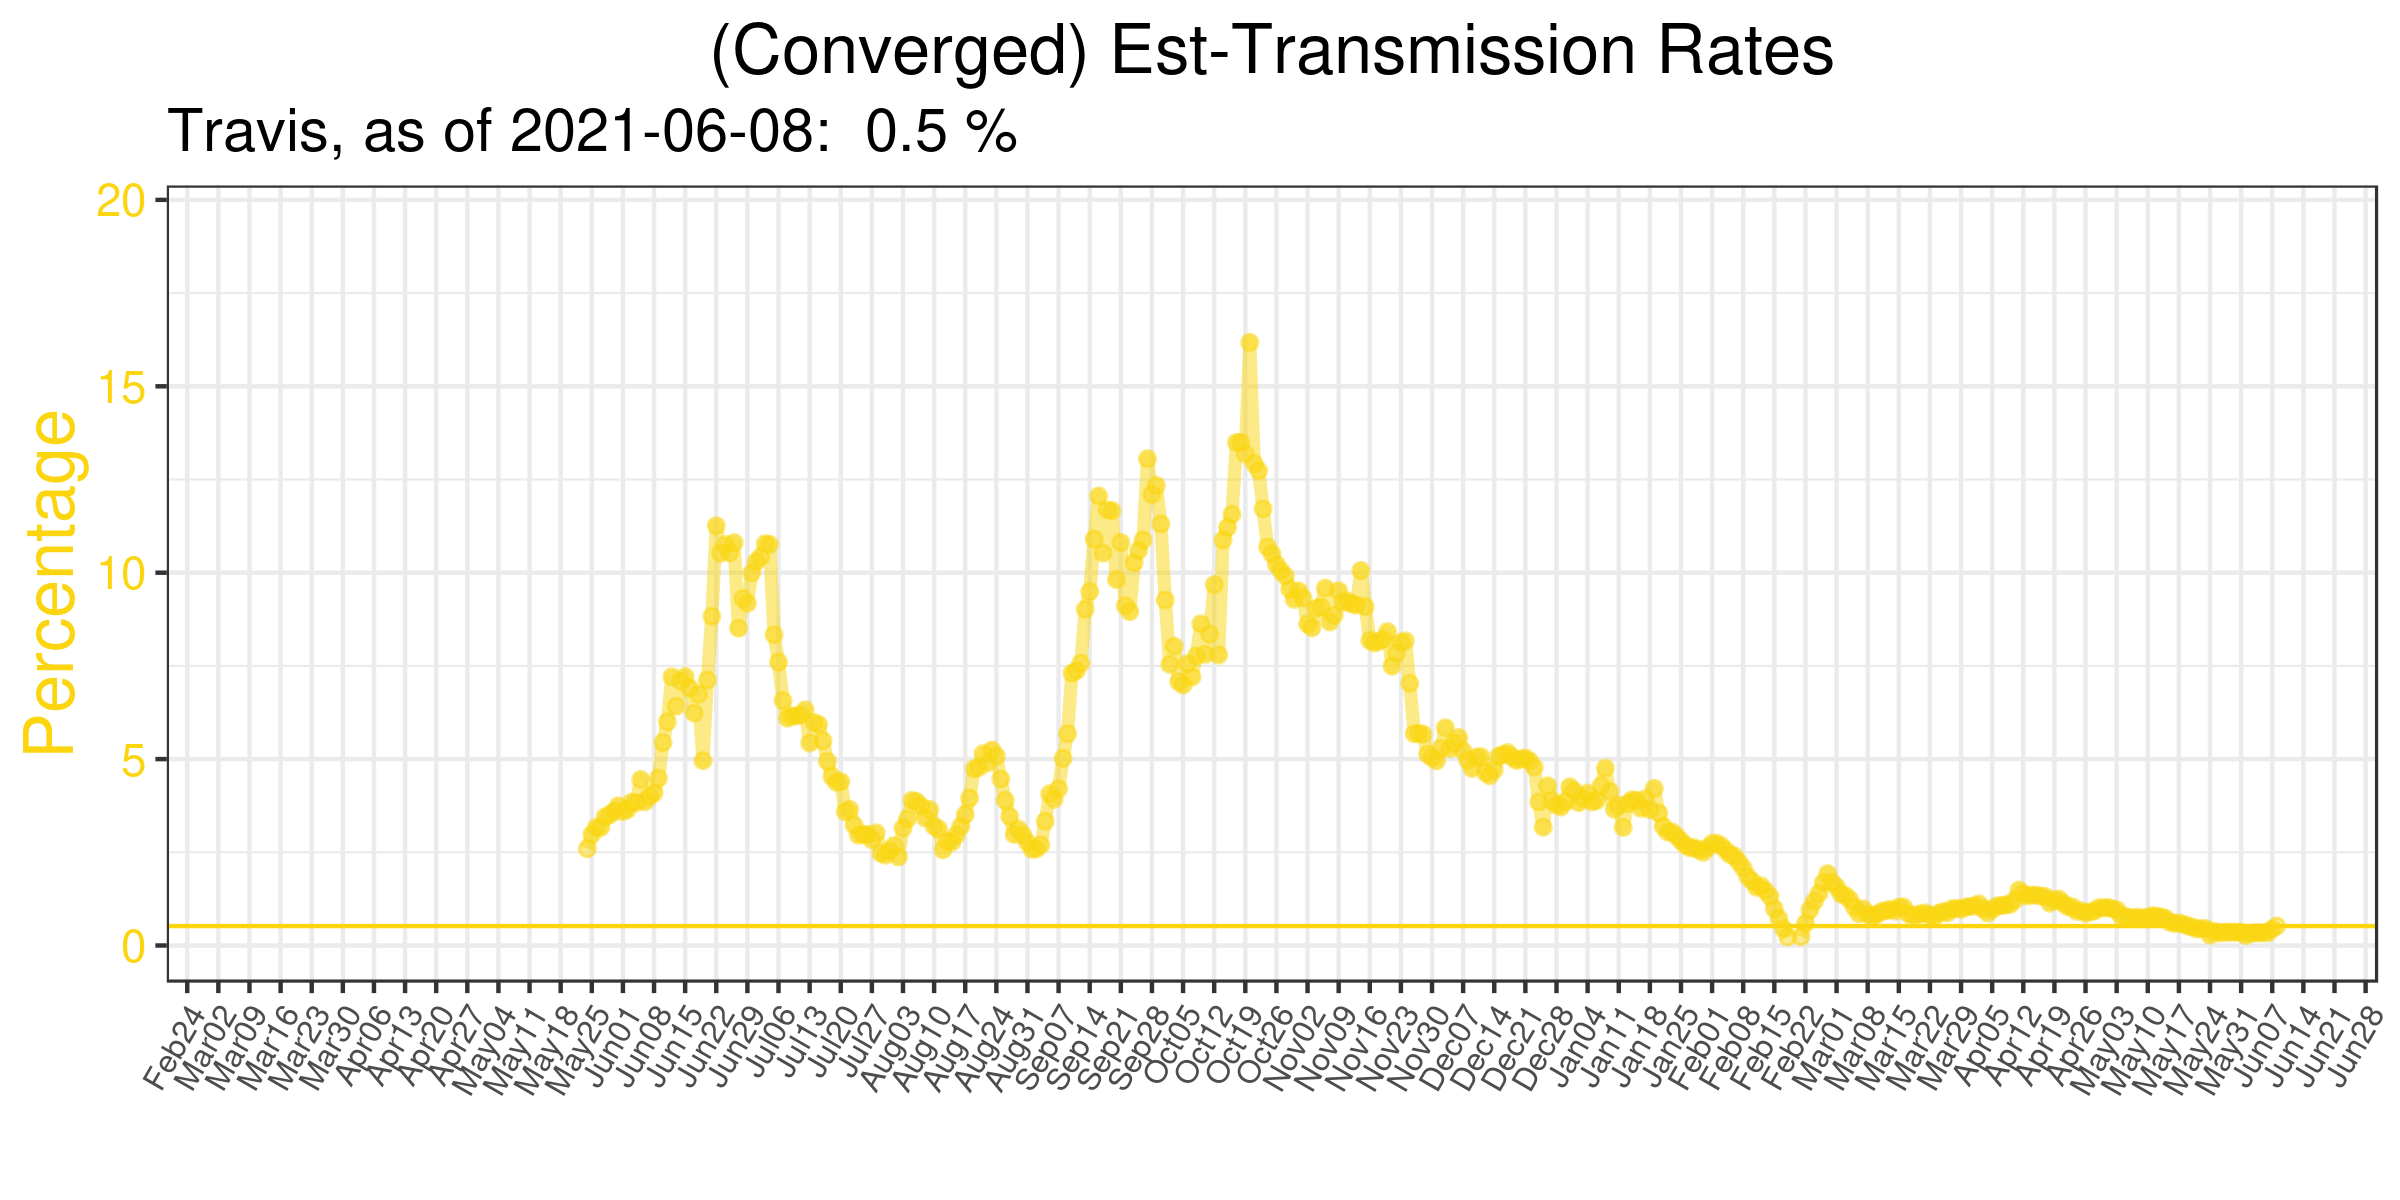 (Converged) Est-Transmission Rates
Travis, as of 2021-06-08:  0.5 %
Percentage
20
15
10
5
0
Feb24
Mar02
Mar09
Mar16
Mar23
Mar30
Apr06
Apr13
Apr20
Apr27
May04
May11
May18
May25
Jun01
Jun08
Jun15
Jun22
Jun29
Jul06
Jul13
Jul20
Jul27
Aug03
Aug10
Aug17
Aug24
Aug31
Sep07
Sep14
Sep21
Sep28
Oct05
Oct12
Oct19
Oct26
Nov02
Nov09
Nov16
Nov23
Nov30
Dec07
Dec14
Dec21
Dec28
Jan04
Jan11
Jan18
Jan25
Feb01
Feb08
Feb15
Feb22
Mar01
Mar08
Mar15
Mar22
Mar29
Apr05
Apr12
Apr19
Apr26
May03
May10
May17
May24
May31
Jun07
Jun14
Jun21
Jun28